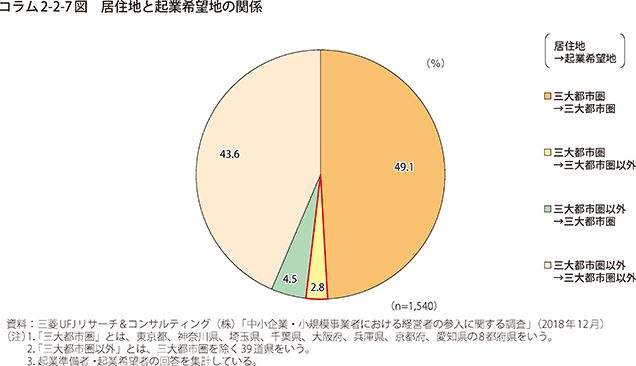 コラム2-2-7図　居住地と起業希望地の関係
(％)
居住地
→起業希望地
三大都市圏
→三大都市圏
三大都市圏
→三大都市圏以外
三大都市圏以外
→三大都市圏
三大都市圏以外
→三大都市圏以外
43.6
49.1
4.5
2.8
(n=1,540)
資料：三菱UFJリサーチ&コンサルティング（株）「中小企業・小規模事業者における経営者の参入に関する調査」（2018年12月）
（注）1.「三大都市圏」とは、東京都、神奈川県、埼玉県、千葉県、大阪府、兵庫県、京都府、愛知県の8都府県をいう。
2.「三大都市圏以外」とは、三大都市圏を除く39道県をいう。
3. 起業準備者・起業希望者の回答を集計している。